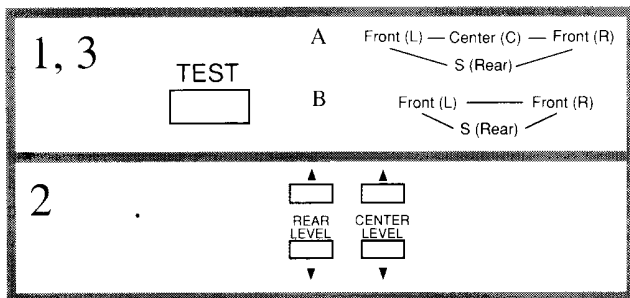 1, 3
TEST
A
Front (L) — Center (C) — Front (R)
S (Rear)
B
Front (L) — Front (R)
S (Rear)
2
REAR LEVEL
CENTER LEVEL